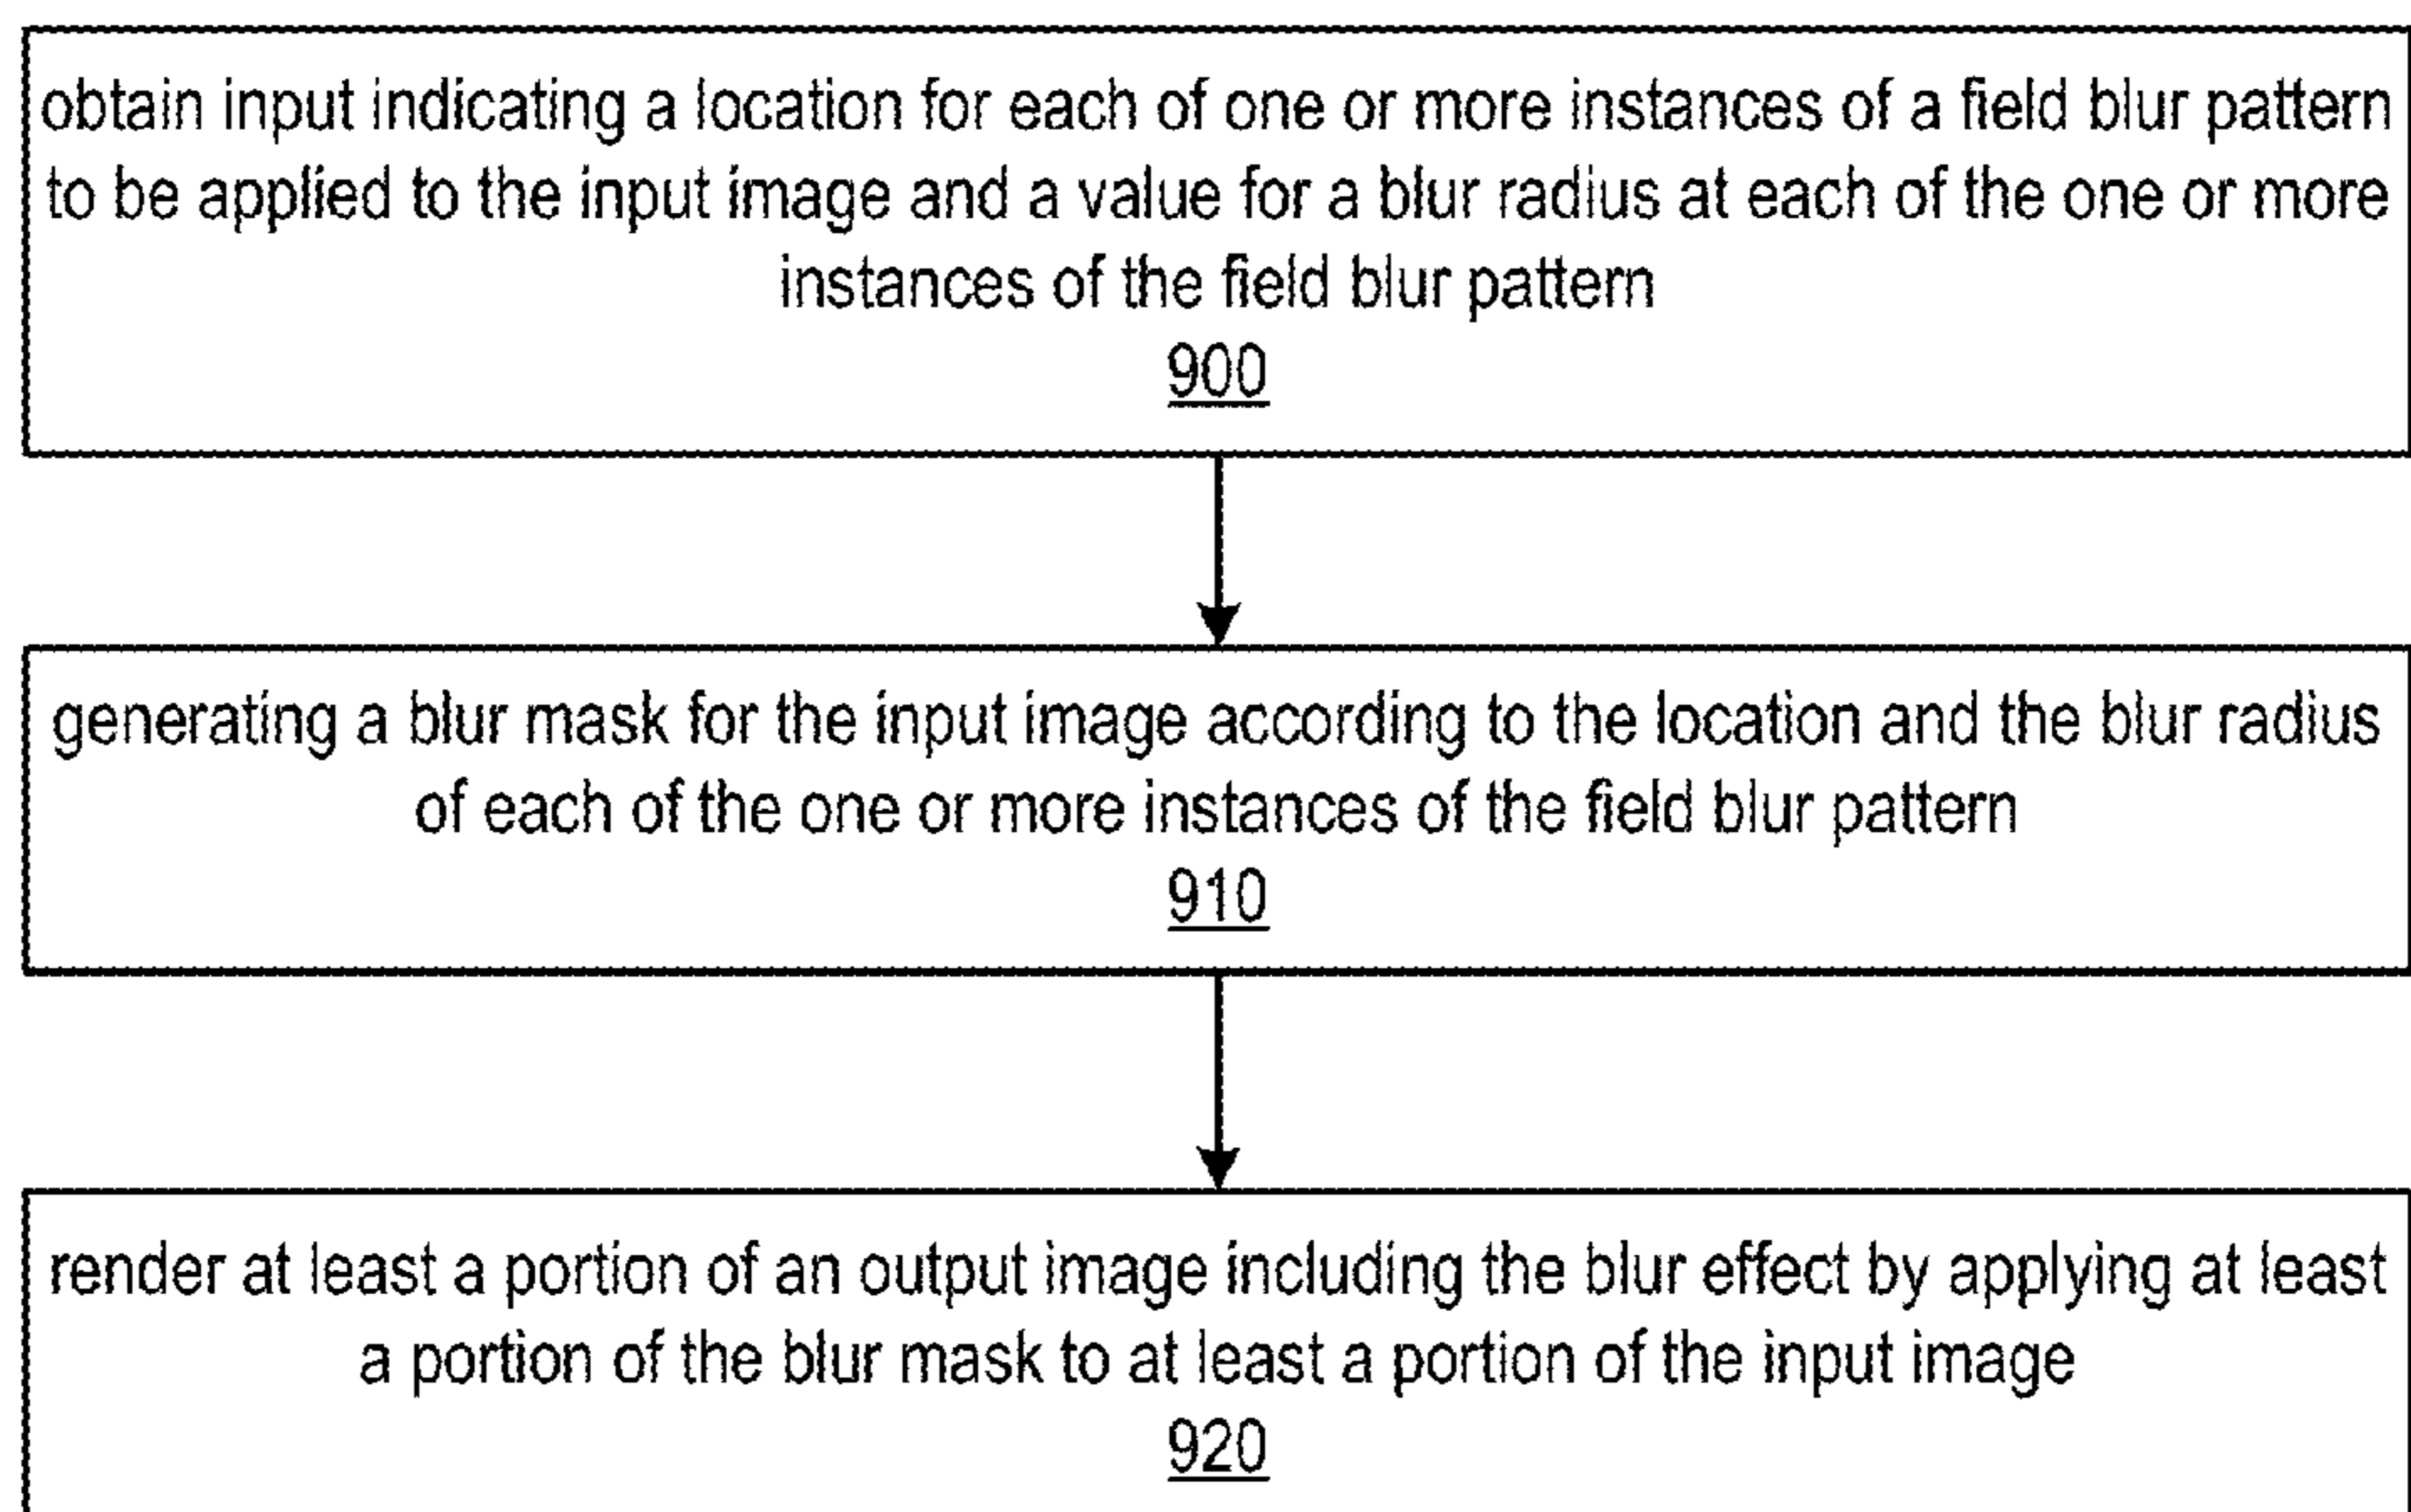 obtain input indicating a location for each of one or more instances of a field blur pattern
to be applied to the input image and a value for a blur radius at each of the one or more
instances of the field blur pattern
900
generating a blur mask for the input image according to the location and the blur radius
of each of the one or more instances of the field blur pattern
910
render at least a portion of an output image including the blur effect by applying at least
a portion of the blur mask to at least a portion of the input image
920